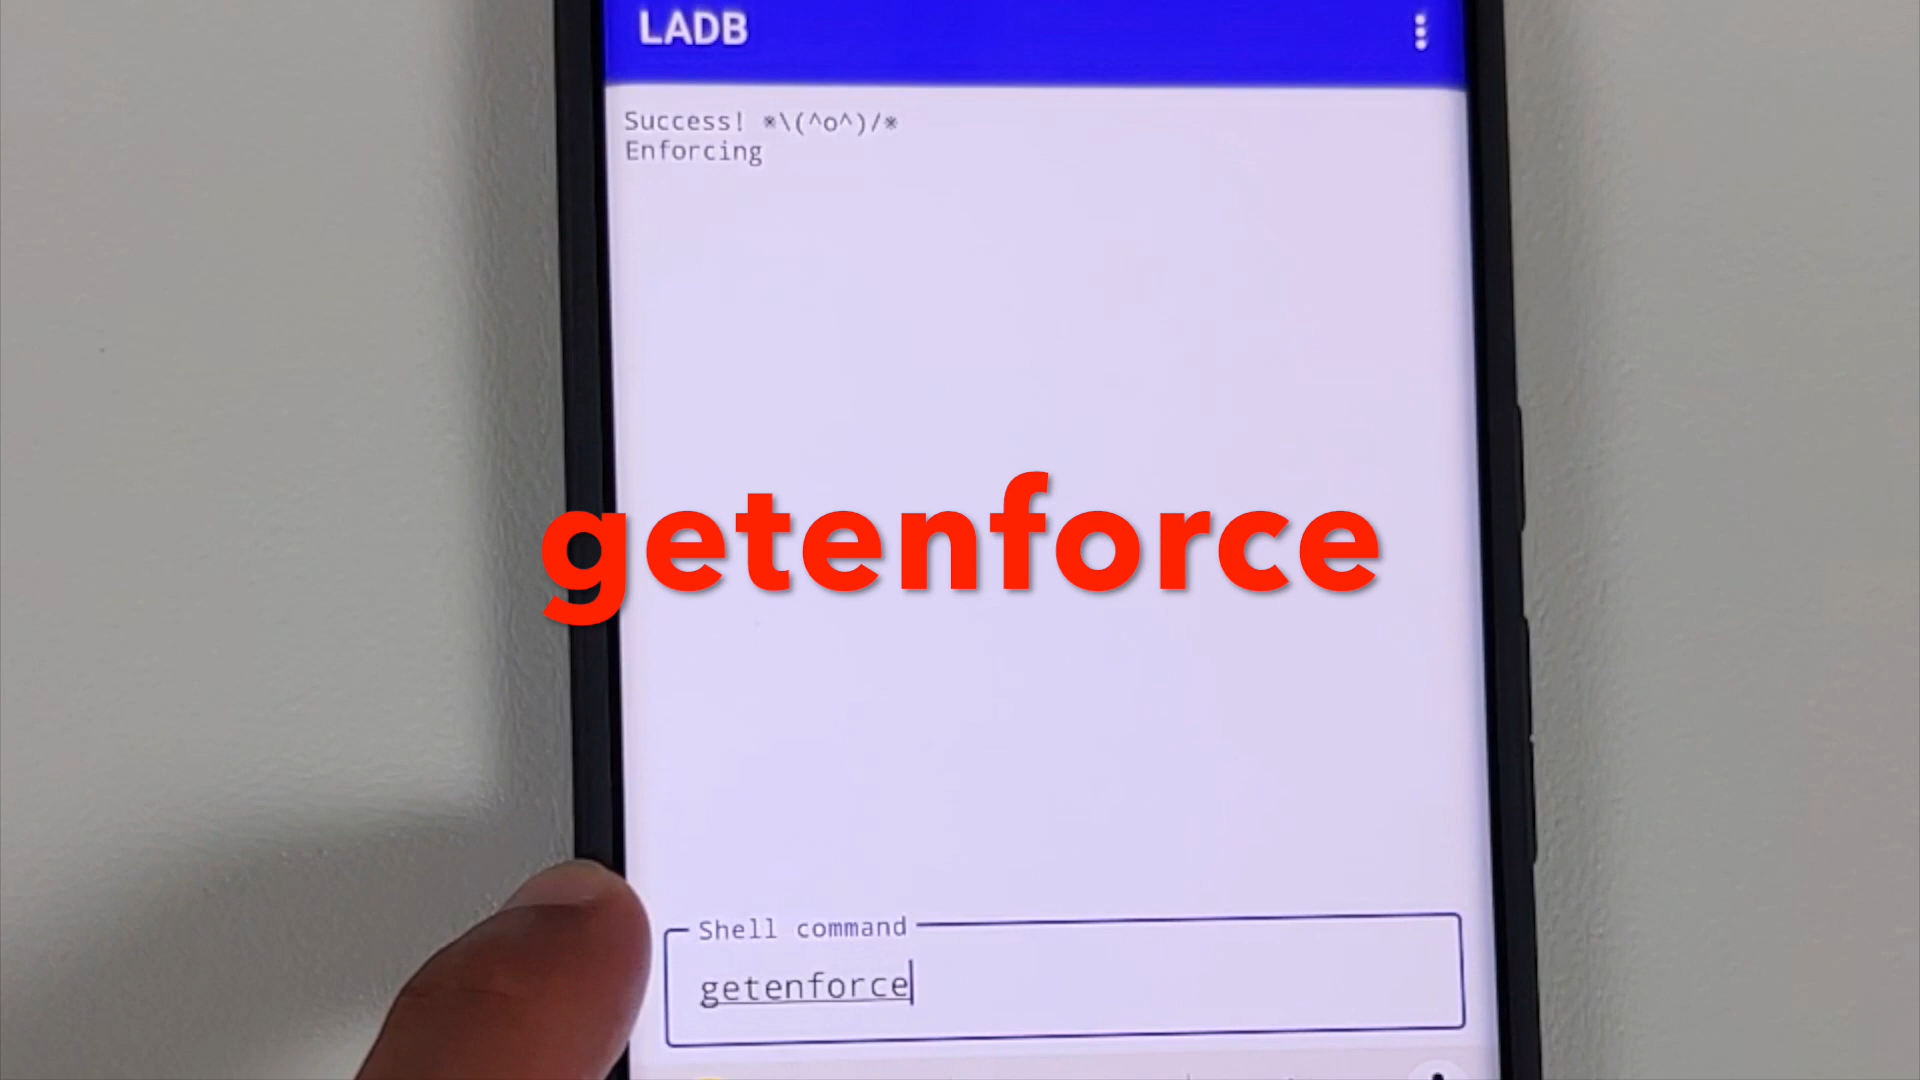 LADB
Success! *\(^o^)/*
Enforcing
getenforce
Shell command
getenforce